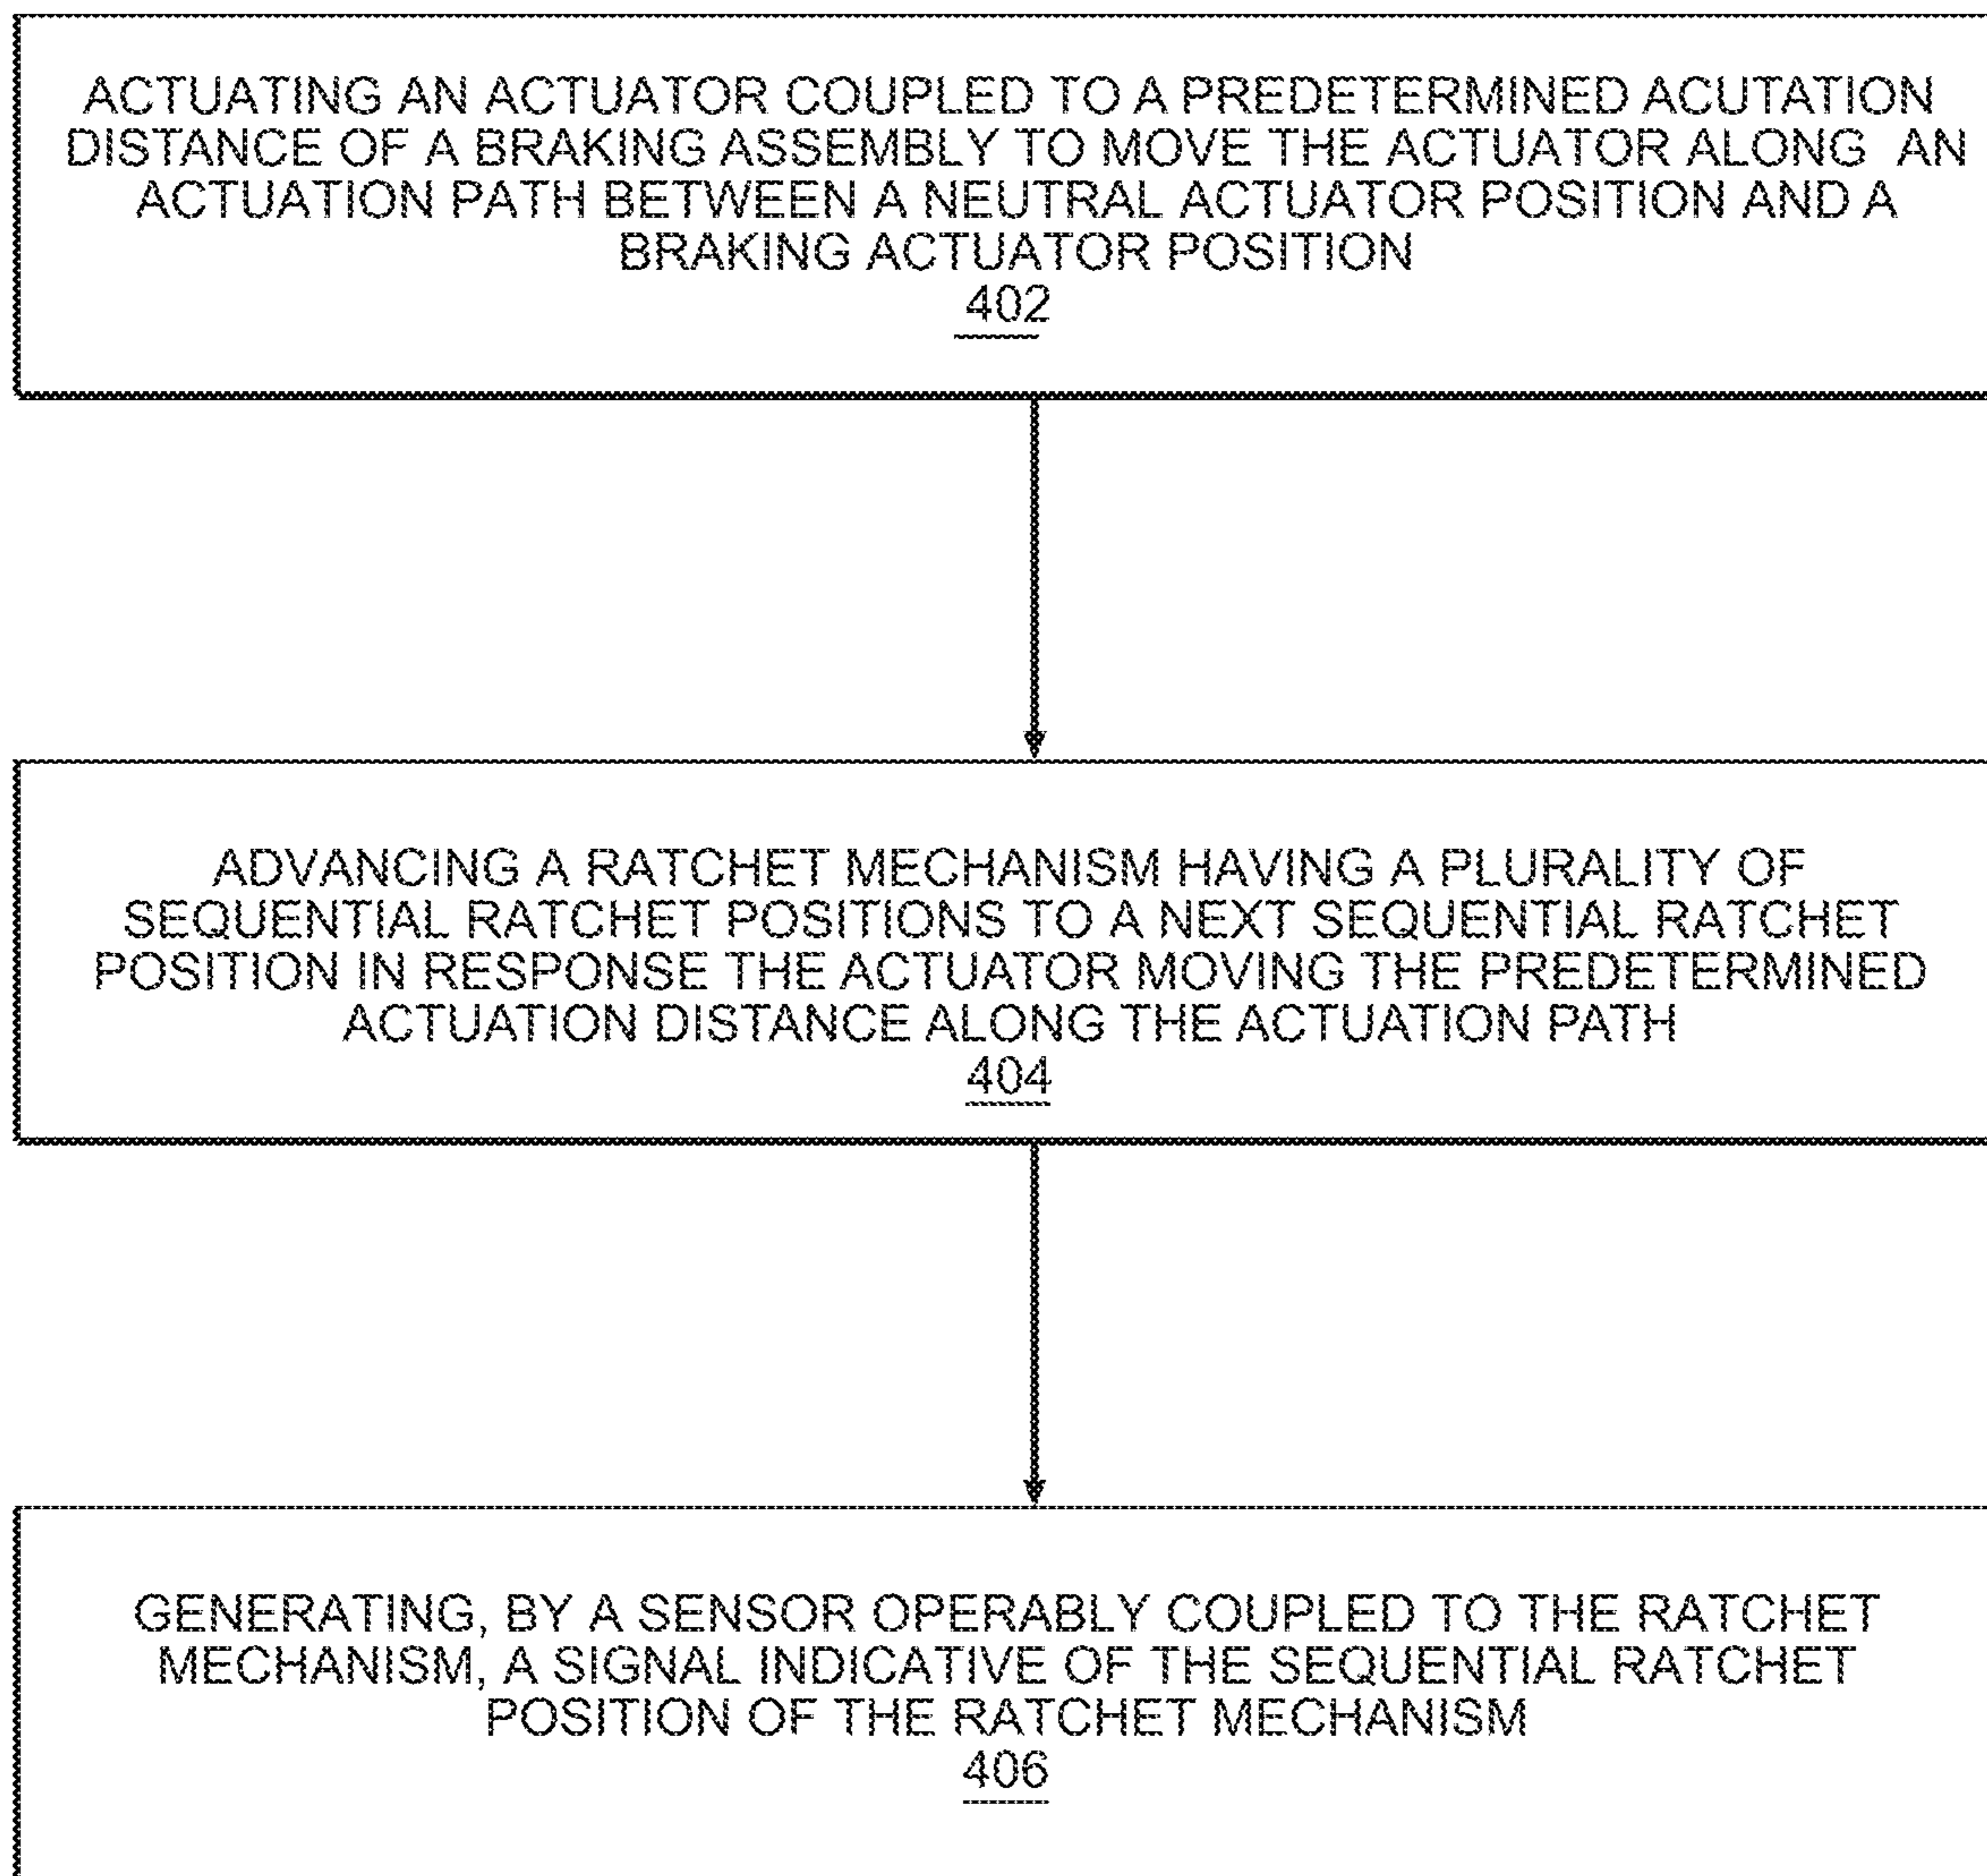 ACTUATING AN ACTUATOR COUPLED TO A PREDETERMINED ACUTATION
DISTANCE OF A BRAKING ASSEMBLY TO MOVE THE ACTUATOR ALONG AN
ACTUATION PATH BETWEEN A NEUTRAL ACTUATOR POSITION AND A
BRAKING ACTUATOR POSITION
402
ADVANCING A RATCHET MECHANISM HAVING A PLURALITY OF
SEQUENTIAL RATCHET POSITIONS TO A NEXT SEQUENTIAL RATCHET
POSITION IN RESPONSE THE ACTUATOR MOVING THE PREDETERMINED
ACTUATION DISTANCE ALONG THE ACTUATION PATH
404
GENERATING, BY A SENSOR OPERABLY COUPLED TO THE RATCHET
MECHANISM, A SIGNAL INDICATIVE OF THE SEQUENTIAL RATCHET
POSITION OF THE RATCHET MECHANISM
406